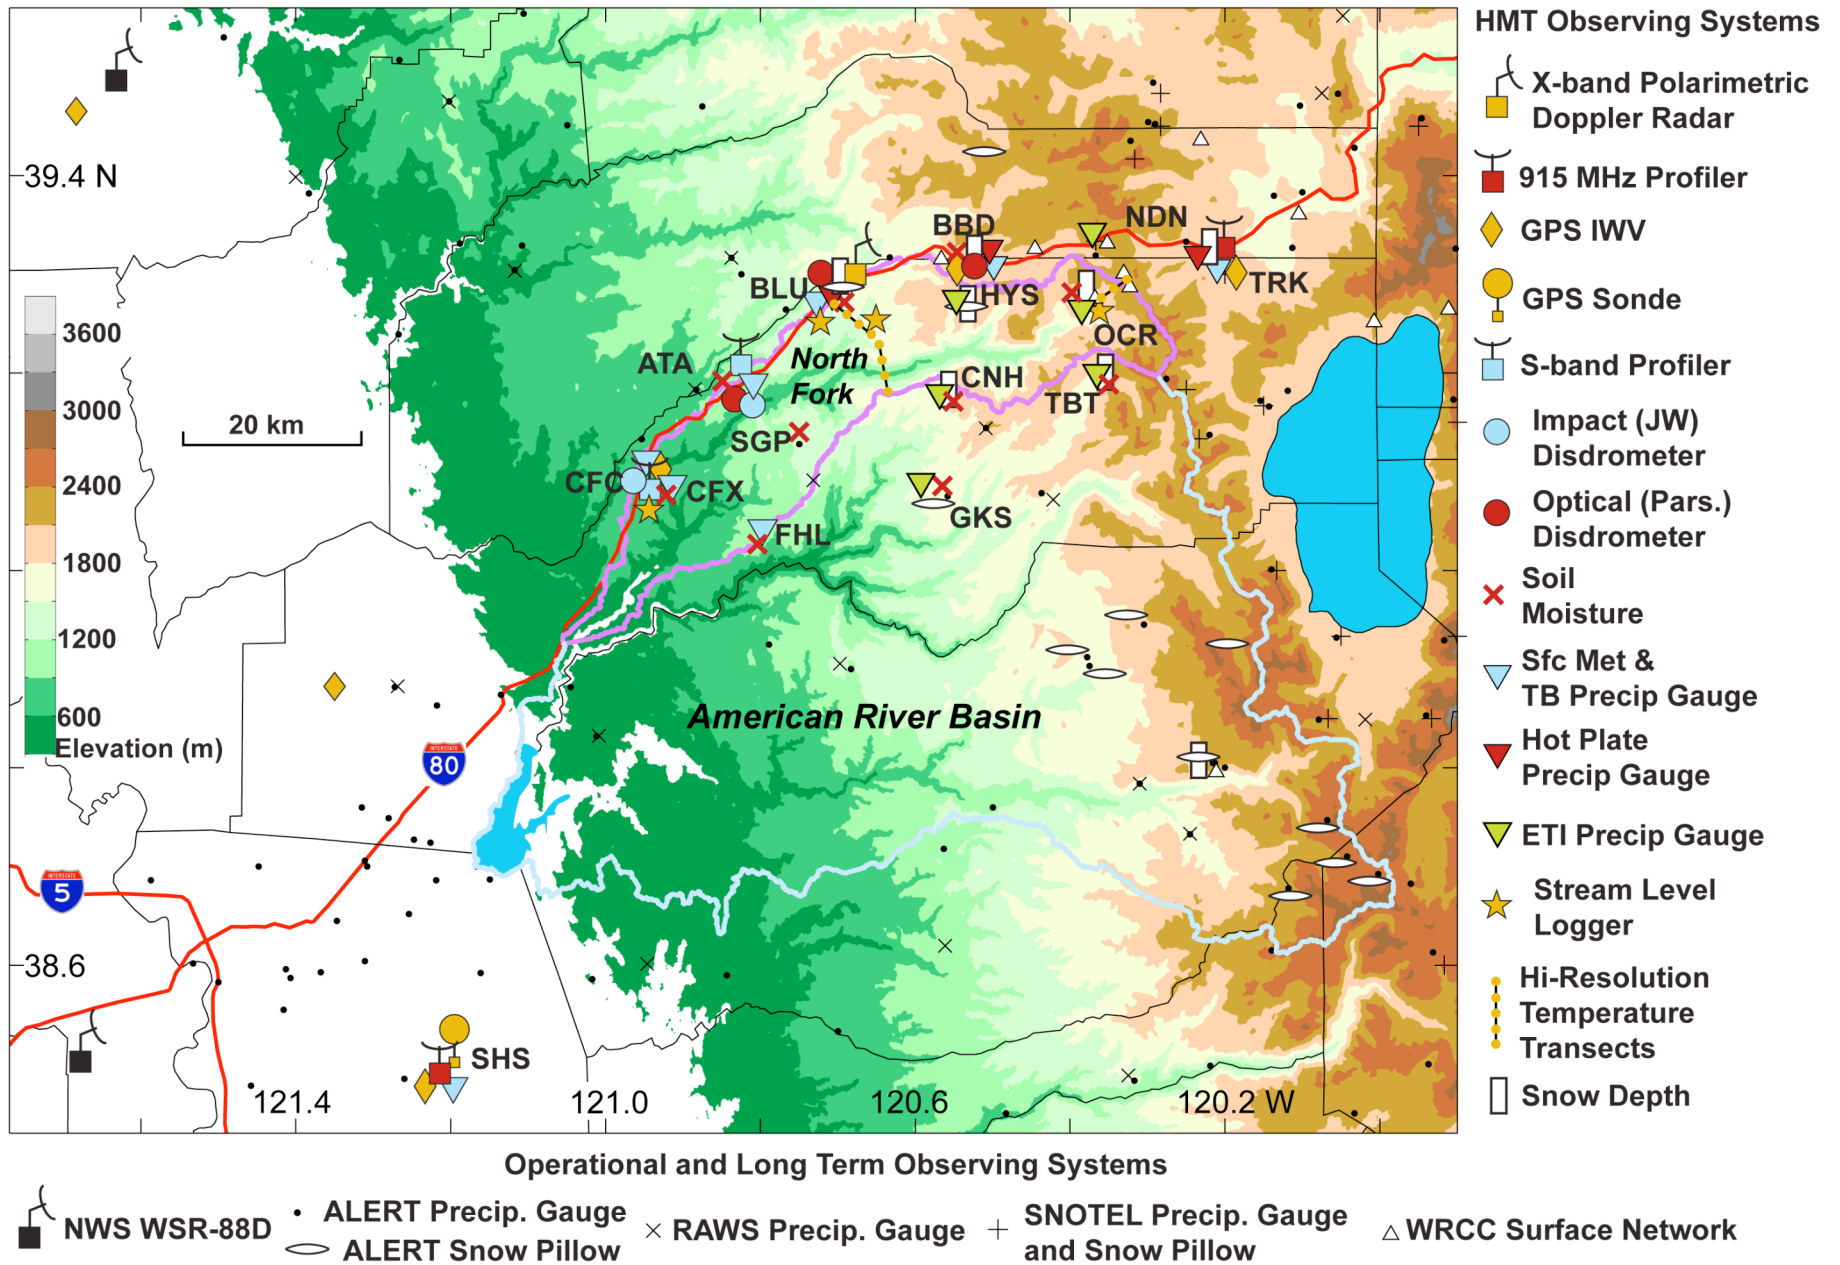 HMT Observing Systems
X-band Polarimetric
Doppler Radar
915 MHz Profiler
GPS IWV
GPS Sonde
S-band Profiler
Impact (JW)
Disdrometer
Optical (Pars.)
Disdrometer
Soil
Moisture
Sfc Met &
TB Precip Gauge
Hot Plate
Precip Gauge
ETI Precip Gauge
Stream Level
Logger
Hi-Resolution
Temperature
Transects
Snow Depth
39.4 N
38.6
121.4
121.0
120.6
120.2 W
20 km
3600
3000
2400
1800
1200
600
Elevation (m)
BBD
NDN
BLU
HYS
TRK
OCR
ATA
North
Fork
CNH
TBT
SGP
CFC
CFX
GKS
FHL
American River Basin
INTERSTATE
80
INTERSTATE
5
SHS
Operational and Long Term Observing Systems
NWS WSR-88D
ALERT Precip. Gauge
ALERT Snow Pillow
RAWS Precip. Gauge
SNOTEL Precip. Gauge
and Snow Pillow
WRCC Surface Network